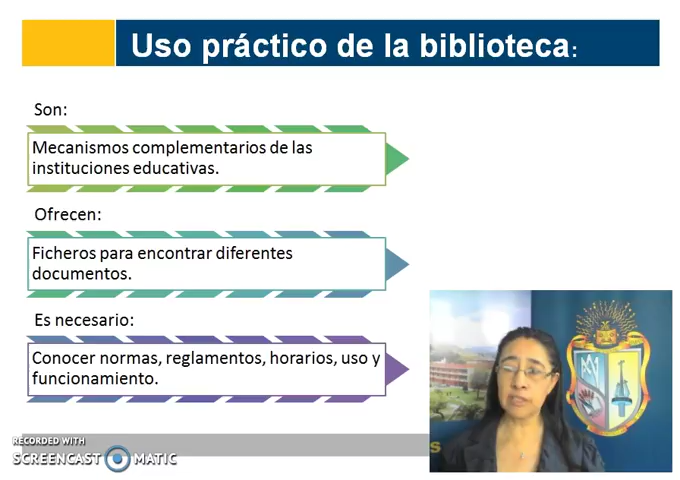 Uso práctico de la biblioteca:
Son:
Mecanismos complementarios de las
instituciones educativas.
Ofrecen:
Ficheros para encontrar diferentes
documentos.
Es necesario:
Conocer normas, reglamentos, horarios, uso y
funcionamiento.
RECORDED WITH
SCREENCAST MATIC